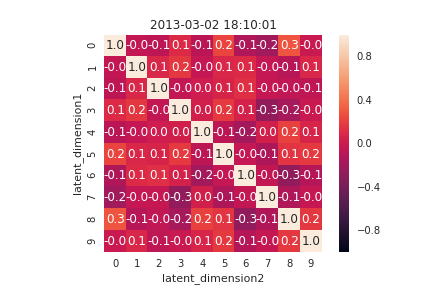 2013-03-02 18:10:01
0 1.0 -0.0 -0.1 0.1 -0.1 0.2 -0.1 -0.2 0.3 -0.0
1 -0.0 1.0 0.1 0.2 -0.0 0.1 0.1 -0.0 -0.1 0.1
2 -0.1 0.1 1.0 -0.0 0.0 0.1 0.1 -0.0 -0.0 -0.1
3 0.1 0.2 -0.0 1.0 0.0 0.2 0.1 -0.3 -0.2 -0.0
4 -0.1 -0.0 0.0 0.0 1.0 -0.1 -0.2 0.0 0.2 0.1
5 0.2 0.1 0.1 0.2 -0.1 1.0 -0.0 -0.1 0.1 0.2
6 -0.1 0.1 0.1 0.1 -0.2 -0.0 1.0 -0.0 -0.3 -0.1
7 -0.2 -0.0 -0.0 -0.3 0.0 -0.1 -0.0 1.0 -0.1 -0.0
8 0.3 -0.1 -0.0 -0.2 0.2 0.1 -0.3 -0.1 1.0 0.2
9 -0.0 0.1 -0.1 -0.0 0.1 0.2 -0.1 -0.0 0.2 1.0
0 1 2 3 4 5 6 7 8 9
latent_dimension2
latent_dimension1
0.8
0.4
0.0
-0.4
-0.8